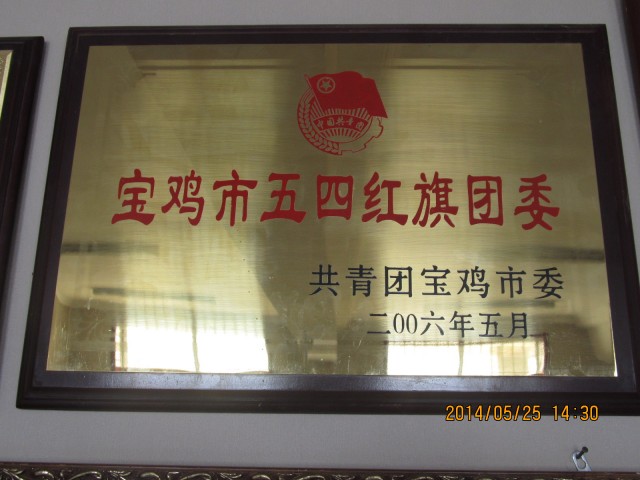 中国共青团
宝鸡市五四红旗团委
共青团宝鸡市委
二00六年五月
2014/05/25 14:30